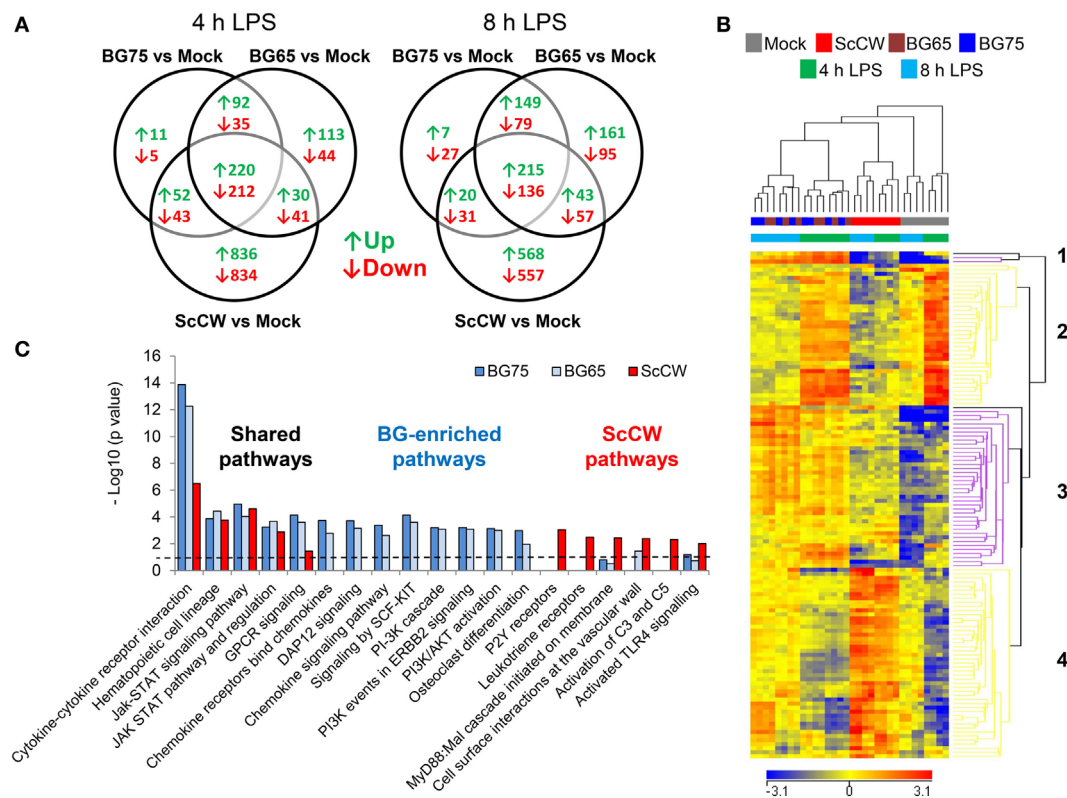 A
4 h LPS
8 h LPS
BG75 vs Mock
BG65 vs Mock
BG75 vs Mock
BG65 vs Mock
↑92
↓35
↑11
↓5
↑113
↓44
↑220
↓212
↑52
↓43
↑30
↓41
↑836
↓834
ScCW vs Mock
↑Up
↓Down
↑149
↓79
↑7
↓27
↑161
↓95
↑215
↓136
↑20
↓31
↑43
↓57
↑568
↓557
ScCW vs Mock
B
Mock
ScCW
BG65
BG75
4 h LPS
8 h LPS
1
2
3
4
-3.1
0
3.1
C
- Log10 (p value)
16
14
12
10
8
6
4
2
0
BG75
BG65
ScCW
Shared
pathways
BG-enriched
pathways
ScCW
pathways
Cytokine-cytokine receptor interaction
Hematopoietic cell lineage
Jak-STAT signaling pathway
JAK STAT pathway and regulation
GPCR signaling
Chemokine receptors bind chemokines
DAP12 signaling
Chemokine signaling pathway
Signaling by SCF-KIT
PI-3K cascade
PI3K events in ERBB2 signaling
PI3K/AKT activation
Osteoclast differentiation
P2Y receptors
Leukotriene receptors
MyD88:Mal cascade initiated on membrane
Cell surface interactions at the vascular wall
Activation of C3 and C5
Activated TLR4 signalling